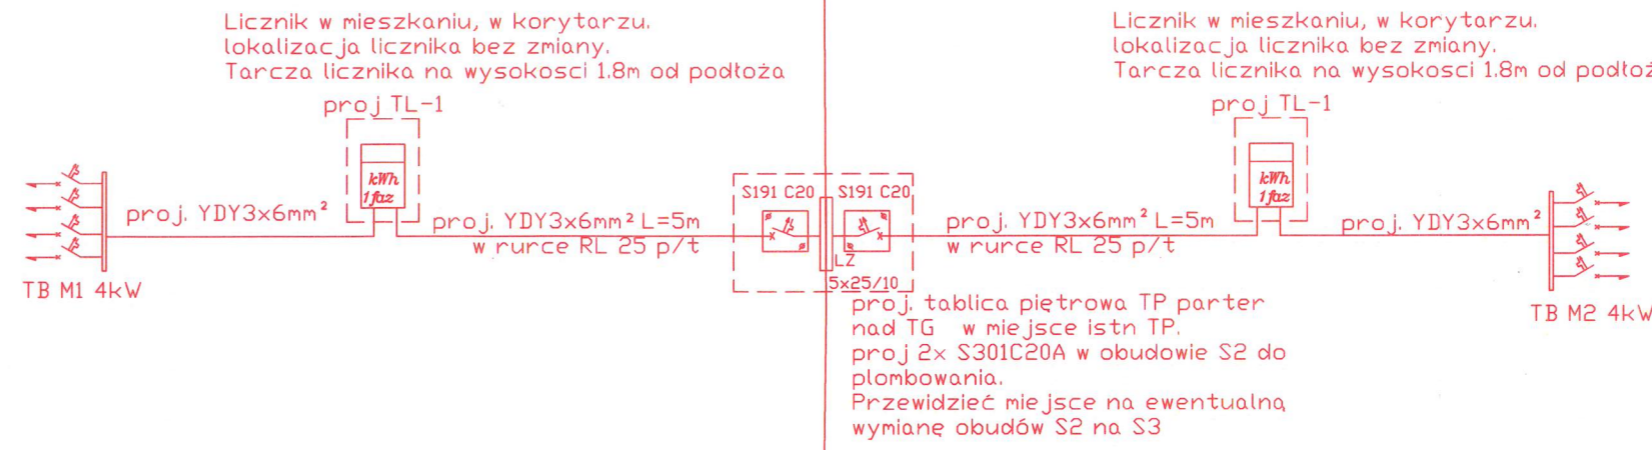 Licznik w mieszkaniu, w korytarzu.
lokalizacja licznika bez zmiany.
Tarcza licznika na wysokosci 1.8m od podłoża
proj TL-1
kWh
1faz
proj. YDY3x6mm²
TB M1 4kW
proj. YDY3x6mm² L=5m
w rurce RL 25 p/t
S191 C20
S191 C20
LZ
5x25/10
Licznik w mieszkaniu, w korytarzu.
lokalizacja licznika bez zmiany.
Tarcza licznika na wysokosci 1.8m od podłoż
proj TL-1
kWh
1faz
proj. YDY3x6mm² L=5m
w rurce RL 25 p/t
proj. YDY3x6mm²
TB M2 4kW
proj. tablica piętrowa TP parter
nad TG w miejsce istn TP.
proj 2x S301C20A w obudowie S2 do
plombowania.
Przewidzieć miejsce na ewentualną
wymianę obudów S2 na S3